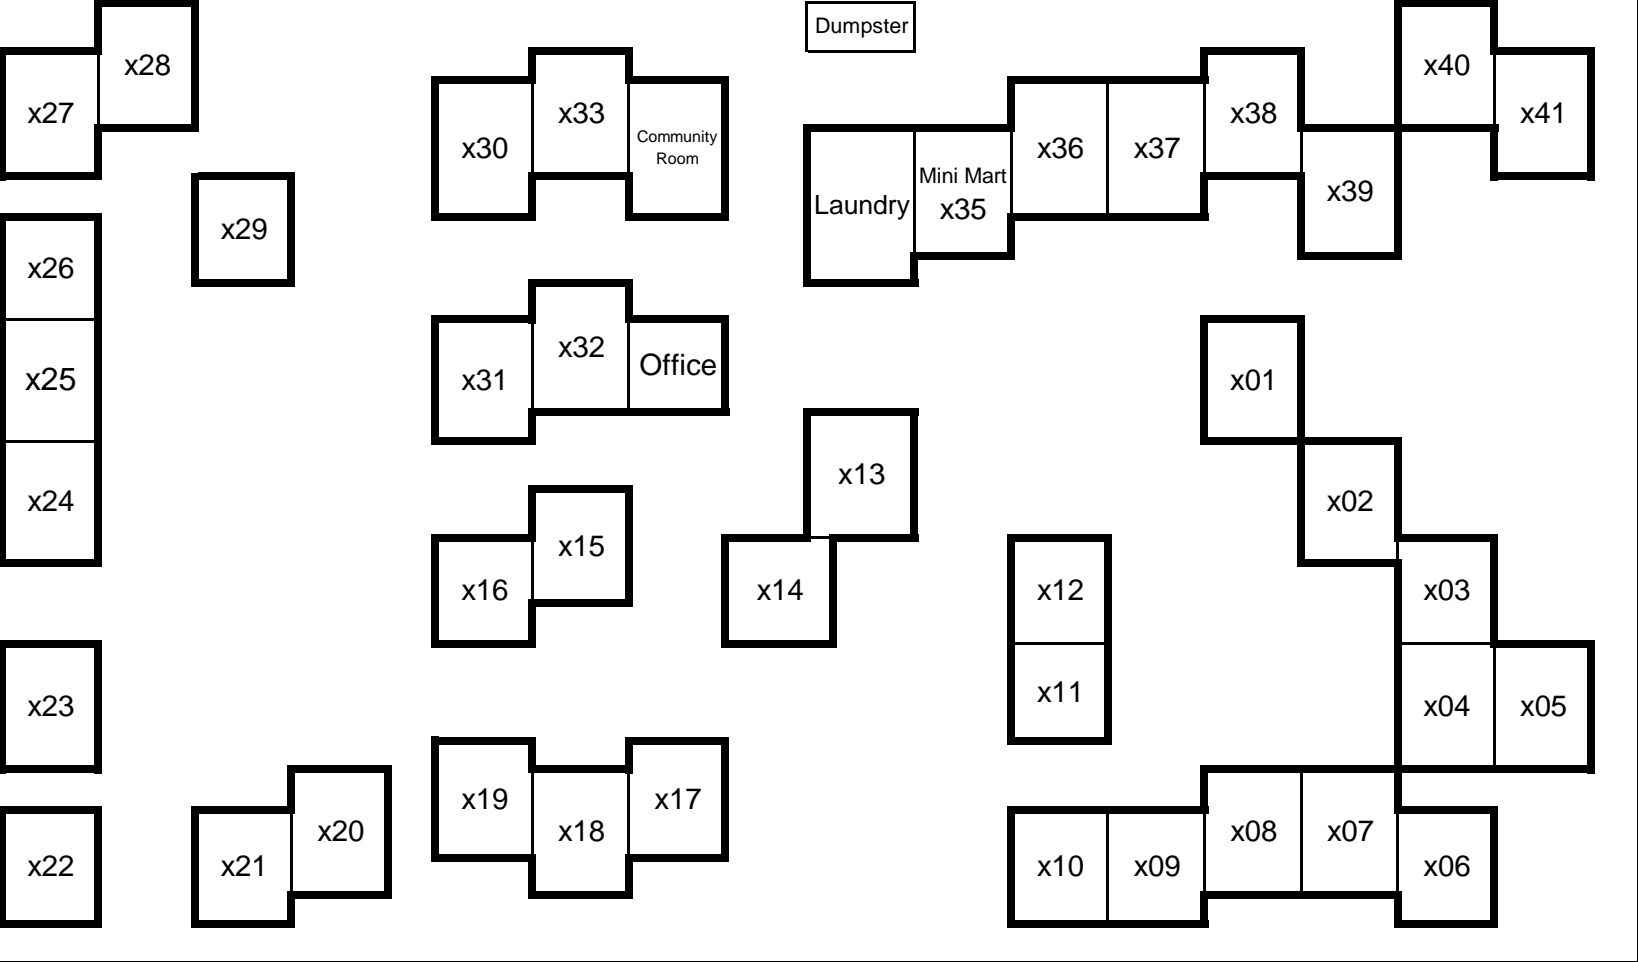 Dumpster
x28
x40
x27
x33
x38
x41
Community
Room
x30
x36
x37
Mini Mart
x35
Laundry
x39
x29
x26
x32
Office
x25
x31
x01
x13
x24
x02
x15
x16
x14
x12
x03
x11
x23
x04
x05
x19
x17
x20
x18
x08
x07
x22
x21
x10
x09
x06